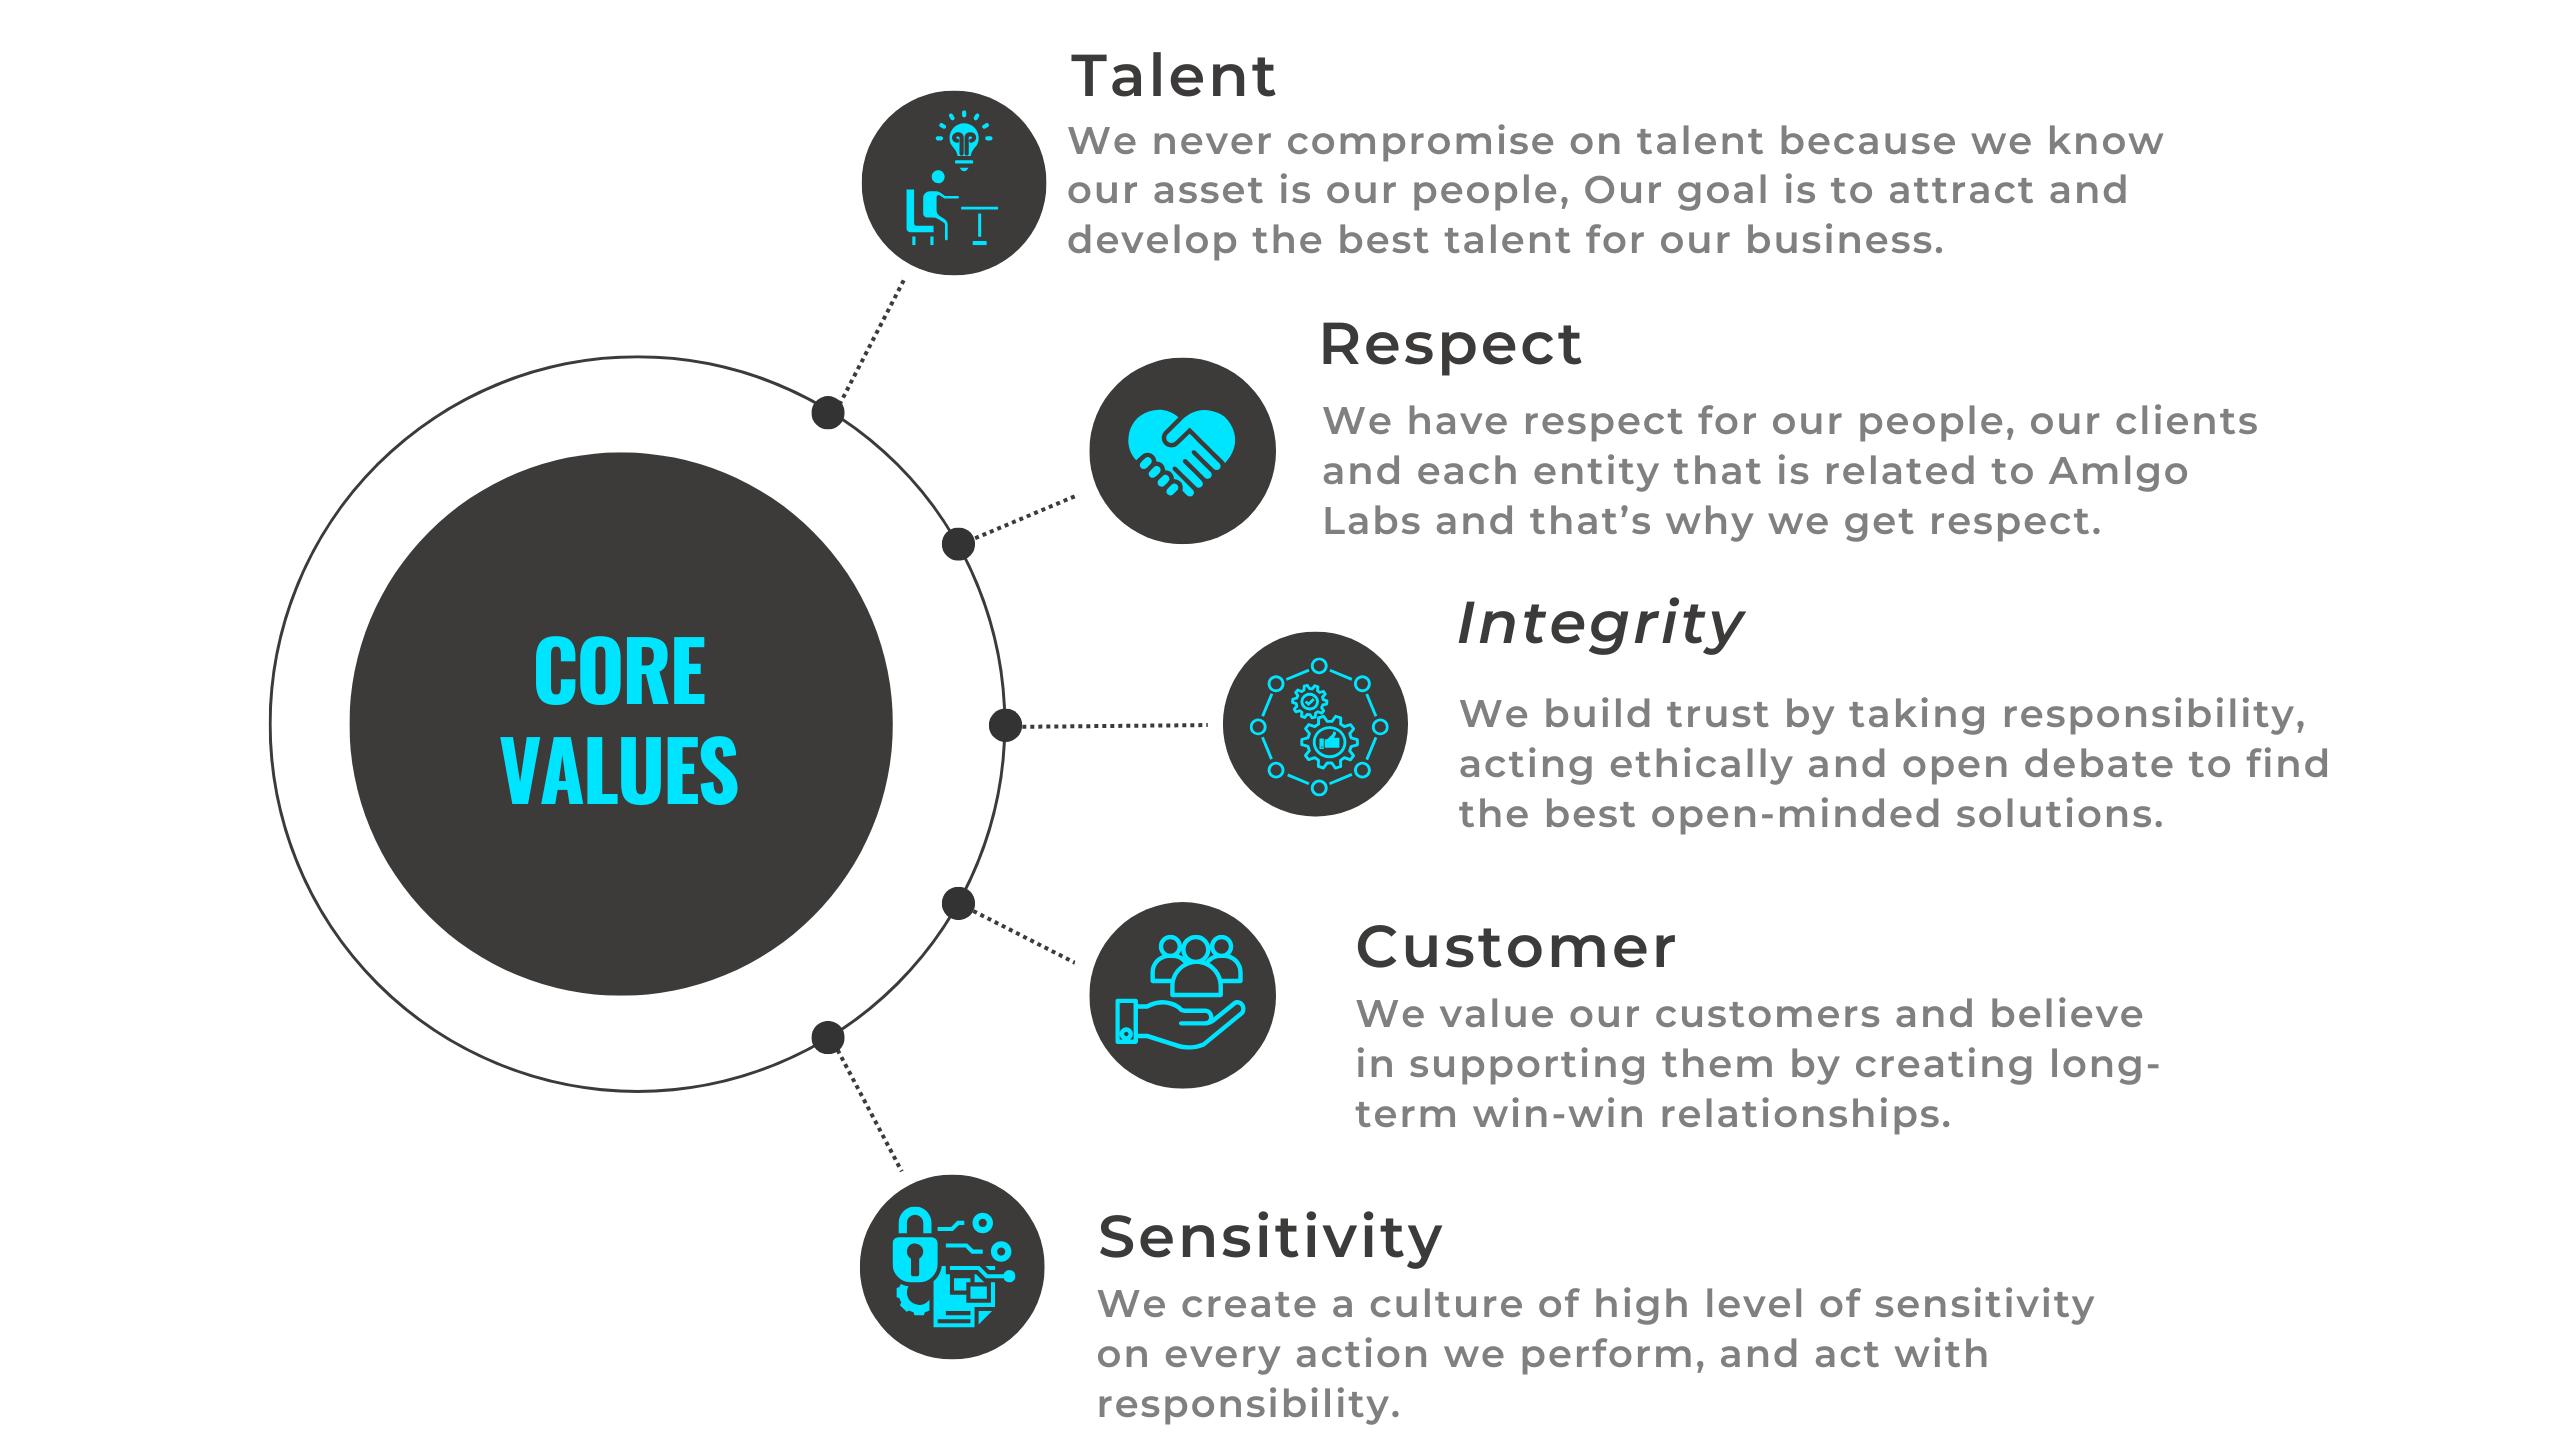 CORE
VALUES
Talent
We never compromise on talent because we know
our asset is our people, Our goal is to attract and
develop the best talent for our business.
Respect
We have respect for our people, our clients
and each entity that is related to Amlgo
Labs and that’s why we get respect.
Integrity
We build trust by taking responsibility,
acting ethically and open debate to find
the best open-minded solutions.
Customer
We value our customers and believe
in supporting them by creating long-
term win-win relationships.
Sensitivity
We create a culture of high level of sensitivity
on every action we perform, and act with
responsibility.